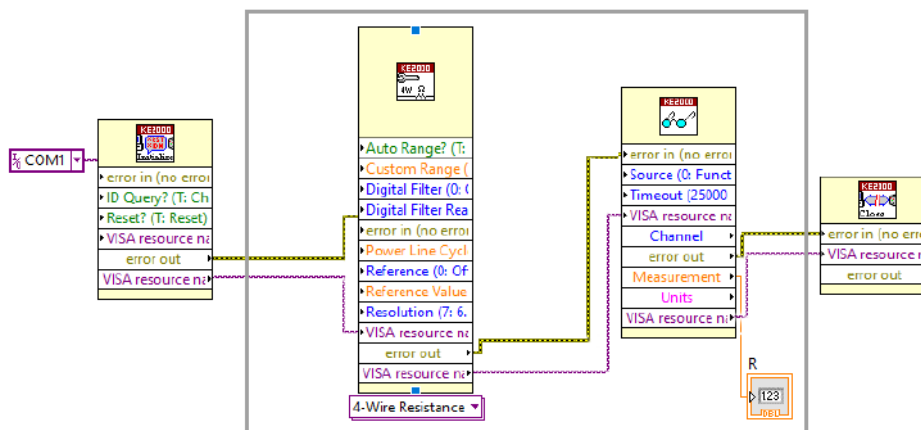 COM1
KE2000
Initialize
error in (no error
ID Query? (T: Ch
Reset? (T: Reset)
VISA resource na
error out
VISA resource na
KE2000
4W Ω
Auto Range? (T:
Custom Range (
Digital Filter (0: (
Digital Filter Rea
error in (no erro
Power Line Cycl
Reference (0: Of
Reference Value
Resolution (7: 6.
VISA resource na
error out
VISA resource na
4-Wire Resistance
KE2000
error in (no erro
Source (0: Funct
Timeout (25000
VISA resource na
Channel
error out
Measurement
Units
VISA resource na
R
123
DBL
KE2000
Close
error in (no erro
VISA resource n
error out